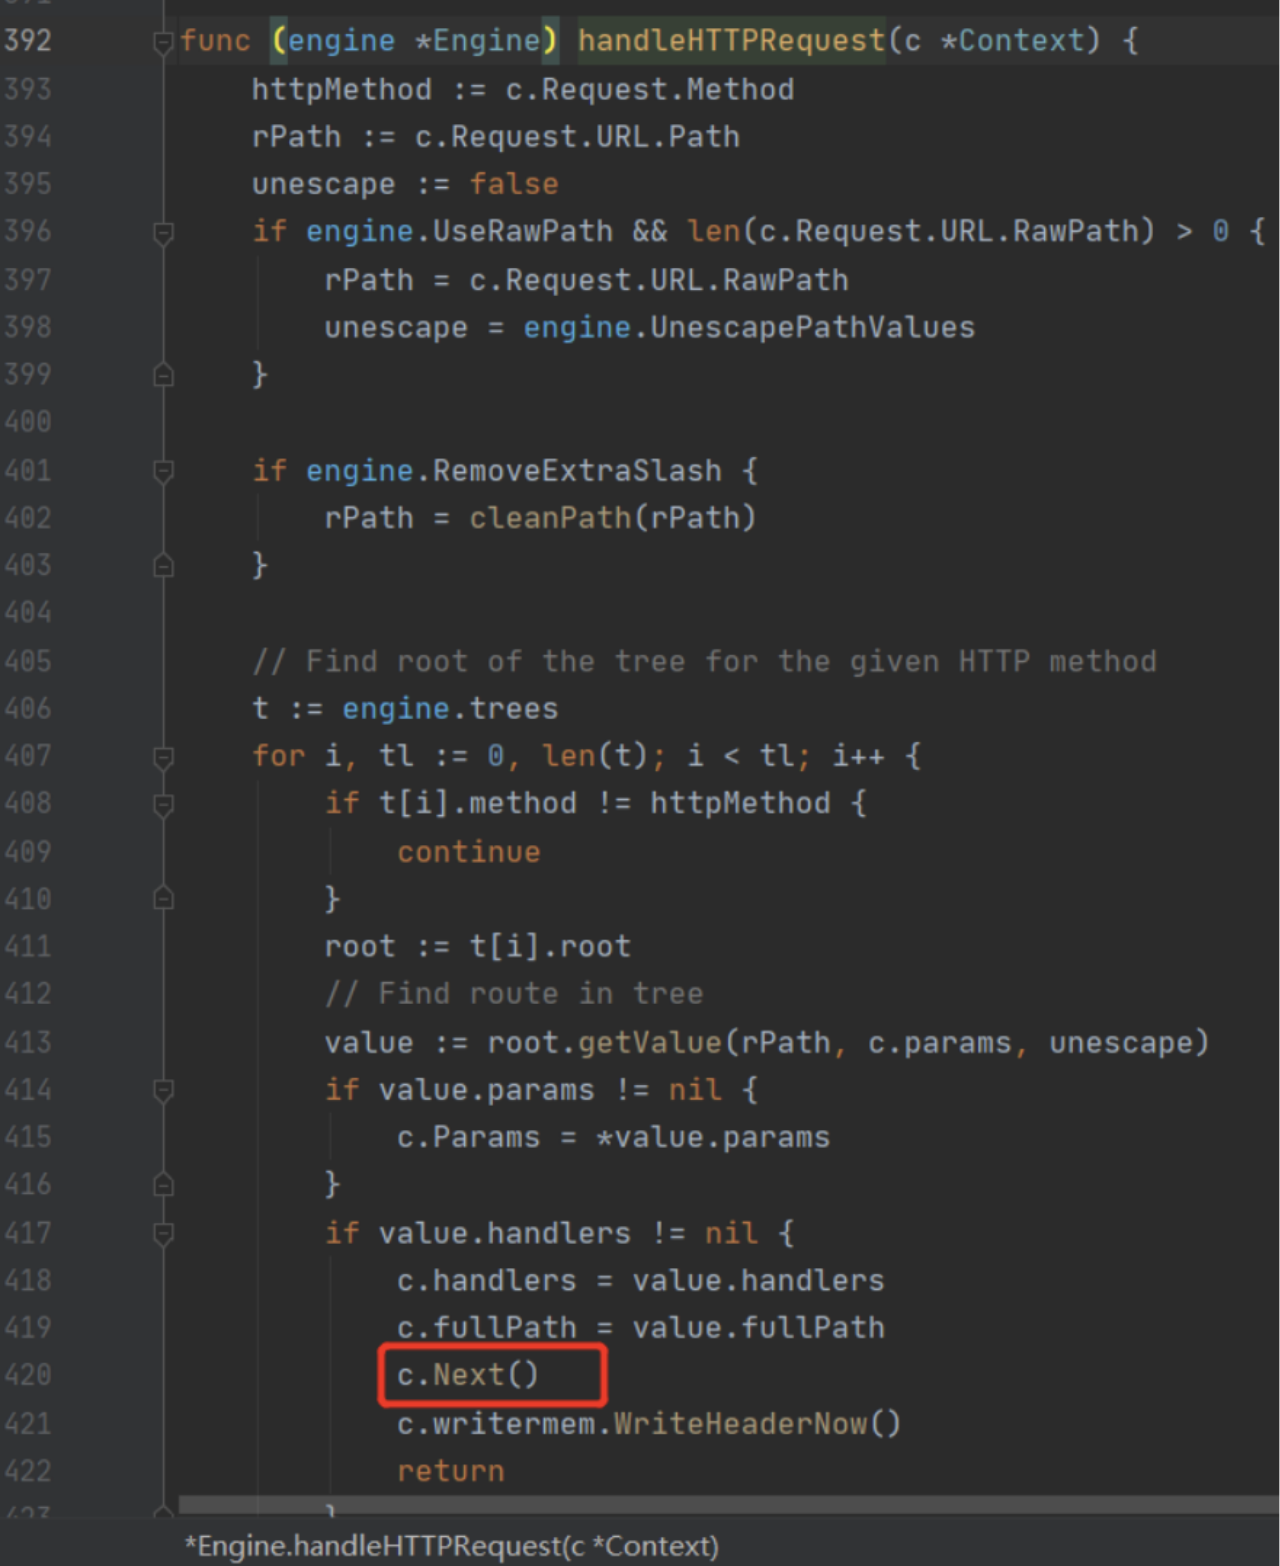 392 func (engine *Engine) handleHTTPRequest(c *Context) {
393 httpMethod := c.Request.Method
394 rPath := c.Request.URL.Path
395 unescape := false
396 if engine.UseRawPath && len(c.Request.URL.RawPath) > 0 {
397 rPath = c.Request.URL.RawPath
398 unescape = engine.UnescapePathValues
399 }
400
401 if engine.RemoveExtraSlash {
402 rPath = cleanPath(rPath)
403 }
404
405 // Find root of the tree for the given HTTP method
406 t := engine.trees
407 for i, tl := 0, len(t); i < tl; i++ {
408 if t[i].method != httpMethod {
409 continue
410 }
411 root := t[i].root
412 // Find route in tree
413 value := root.getValue(rPath, c.params, unescape)
414 if value.params != nil {
415 c.Params = *value.params
416 }
417 if value.handlers != nil {
418 c.handlers = value.handlers
419 c.fullPath = value.fullPath
420 c.Next()
421 c.writermem.WriteHeaderNow()
422 return
423 }
*Engine.handleHTTPRequest(c *Context)